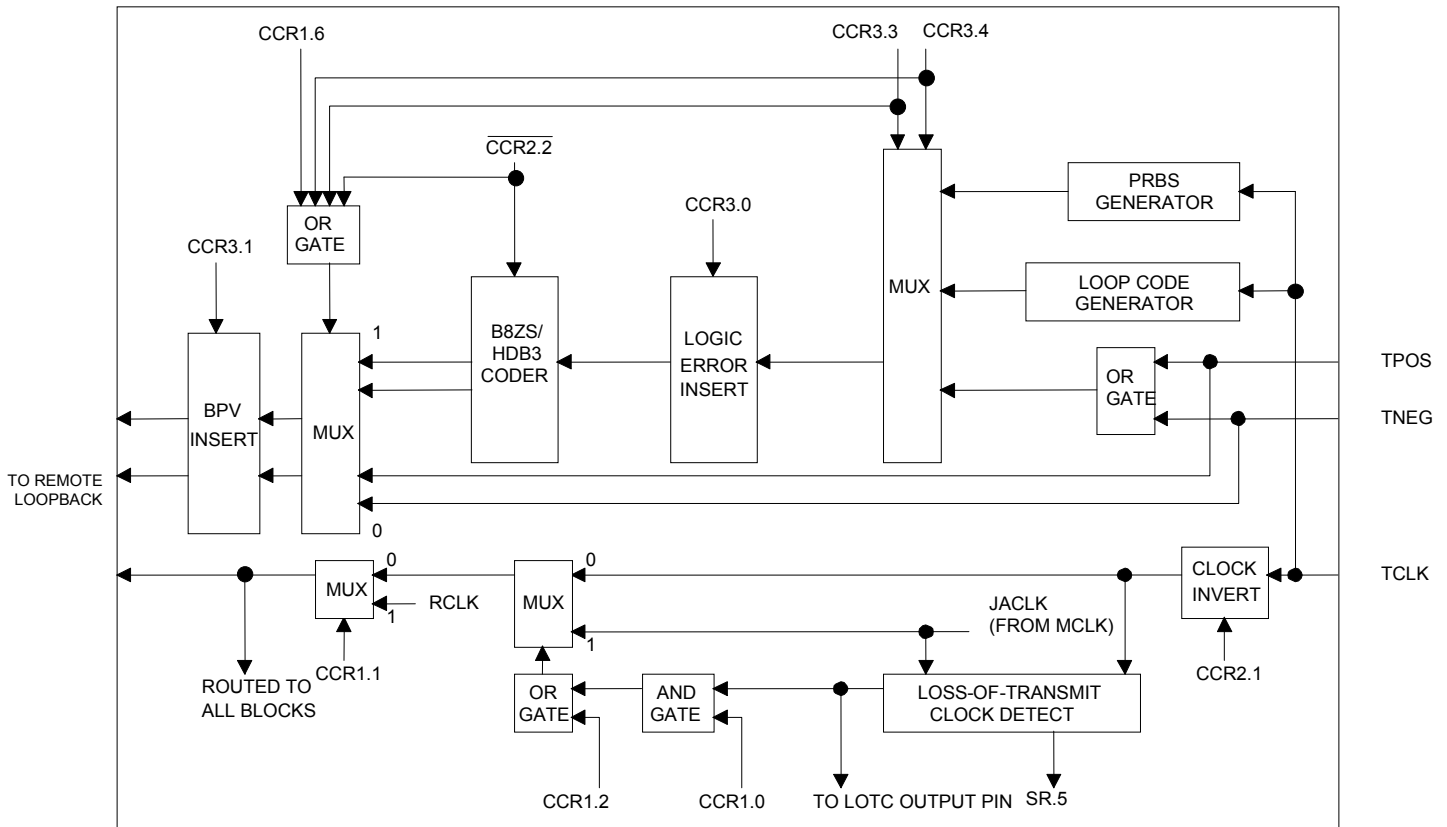 CCR1.6
CCR3.3
CCR3.4
CCR2.2
PRBS
GENERATOR
CCR3.0
OR
GATE
CCR3.1
MUX
LOOP CODE
GENERATOR
B8ZS/
HDB3
CODER
LOGIC
ERROR
INSERT
1
OR
GATE
TPOS
BPV
INSERT
MUX
TNEG
TO REMOTE
LOOPBACK
0
0
MUX
1
RCLK
0
MUX
1
JACLK
(FROM MCLK)
CLOCK
INVERT
TCLK
CCR1.1
CCR2.1
ROUTED TO
ALL BLOCKS
OR
GATE
AND
GATE
LOSS-OF-TRANSMIT
CLOCK DETECT
CCR1.2
CCR1.0
TO LOTC OUTPUT PIN
SR.5